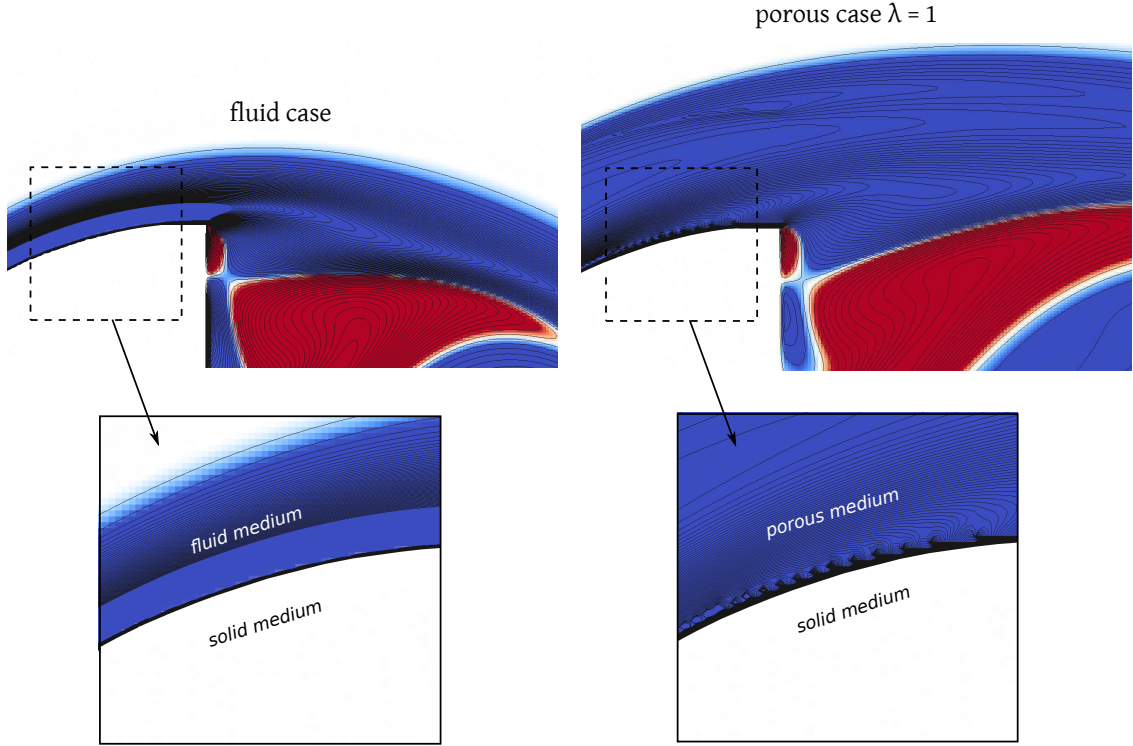 porous case λ = 1
fluid case
fluid medium
solid medium
porous medium
solid medium